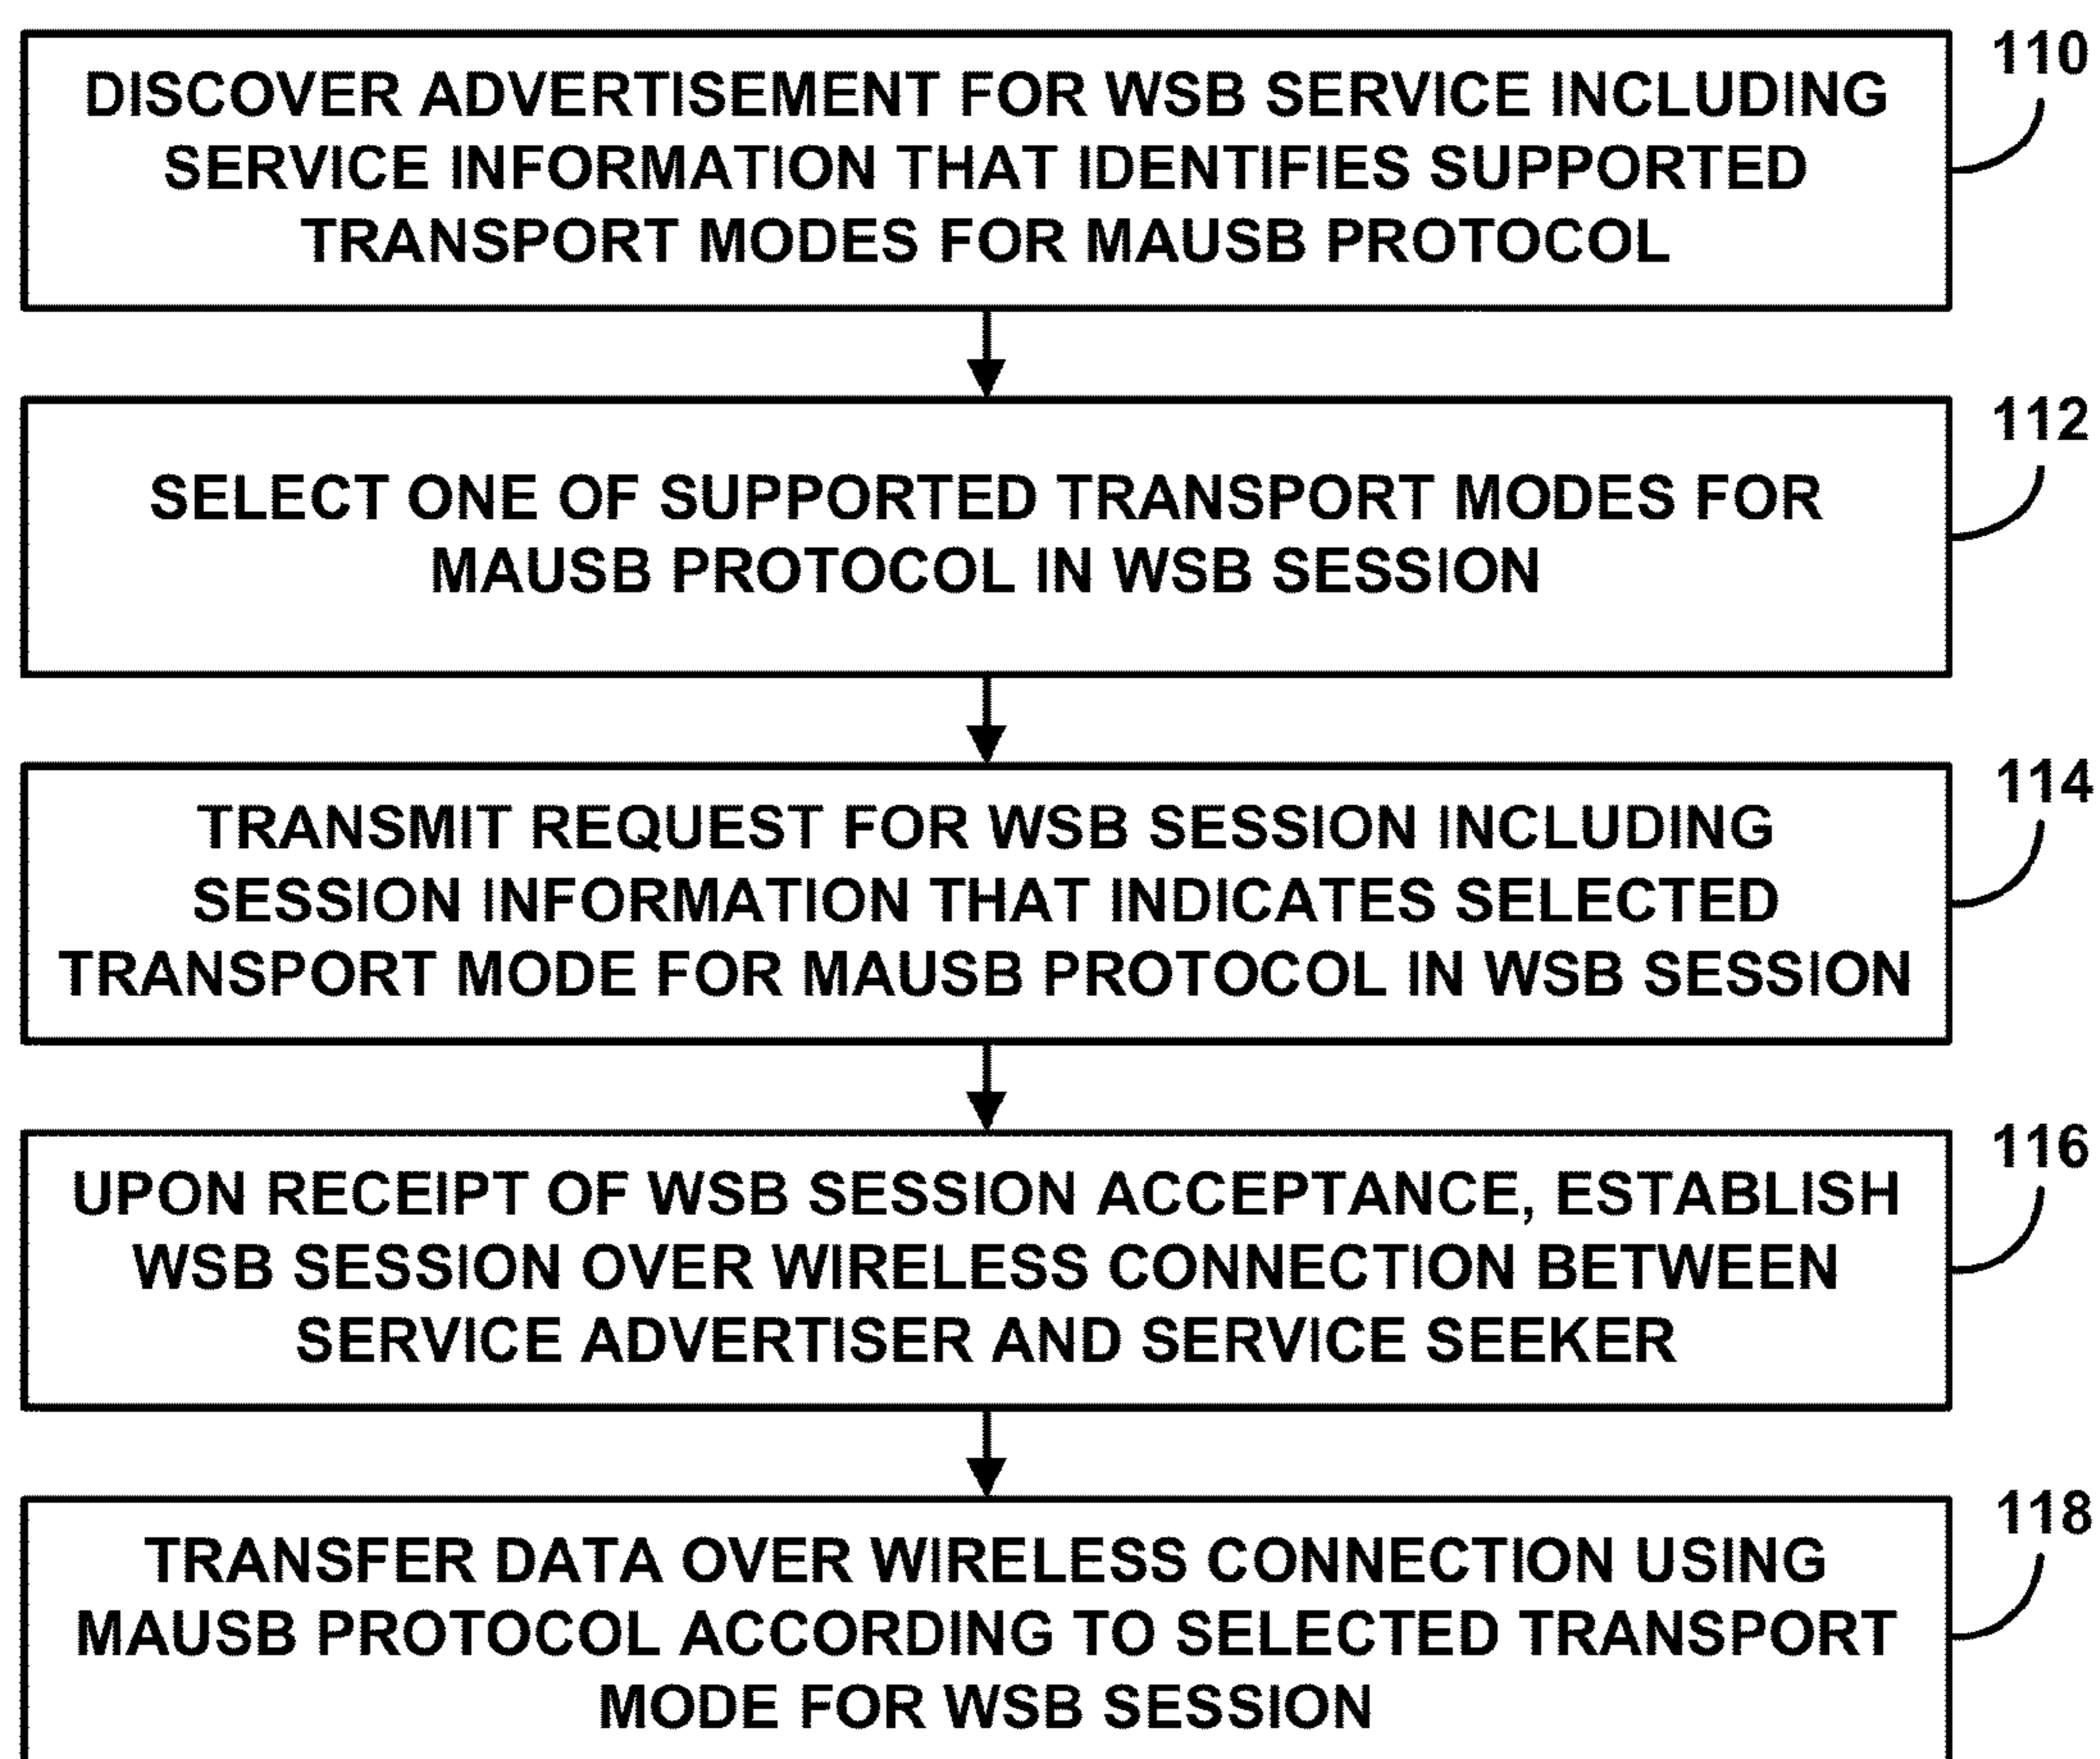 110
DISCOVER ADVERTISEMENT FOR WSB SERVICE INCLUDING
SERVICE INFORMATION THAT IDENTIFIES SUPPORTED
TRANSPORT MODES FOR MAUSB PROTOCOL
112
SELECT ONE OF SUPPORTED TRANSPORT MODES FOR
MAUSB PROTOCOL IN WSB SESSION
114
TRANSMIT REQUEST FOR WSB SESSION INCLUDING
SESSION INFORMATION THAT INDICATES SELECTED
TRANSPORT MODE FOR MAUSB PROTOCOL IN WSB SESSION
116
UPON RECEIPT OF WSB SESSION ACCEPTANCE, ESTABLISH
WSB SESSION OVER WIRELESS CONNECTION BETWEEN
SERVICE ADVERTISER AND SERVICE SEEKER
118
TRANSFER DATA OVER WIRELESS CONNECTION USING
MAUSB PROTOCOL ACCORDING TO SELECTED TRANSPORT
MODE FOR WSB SESSION